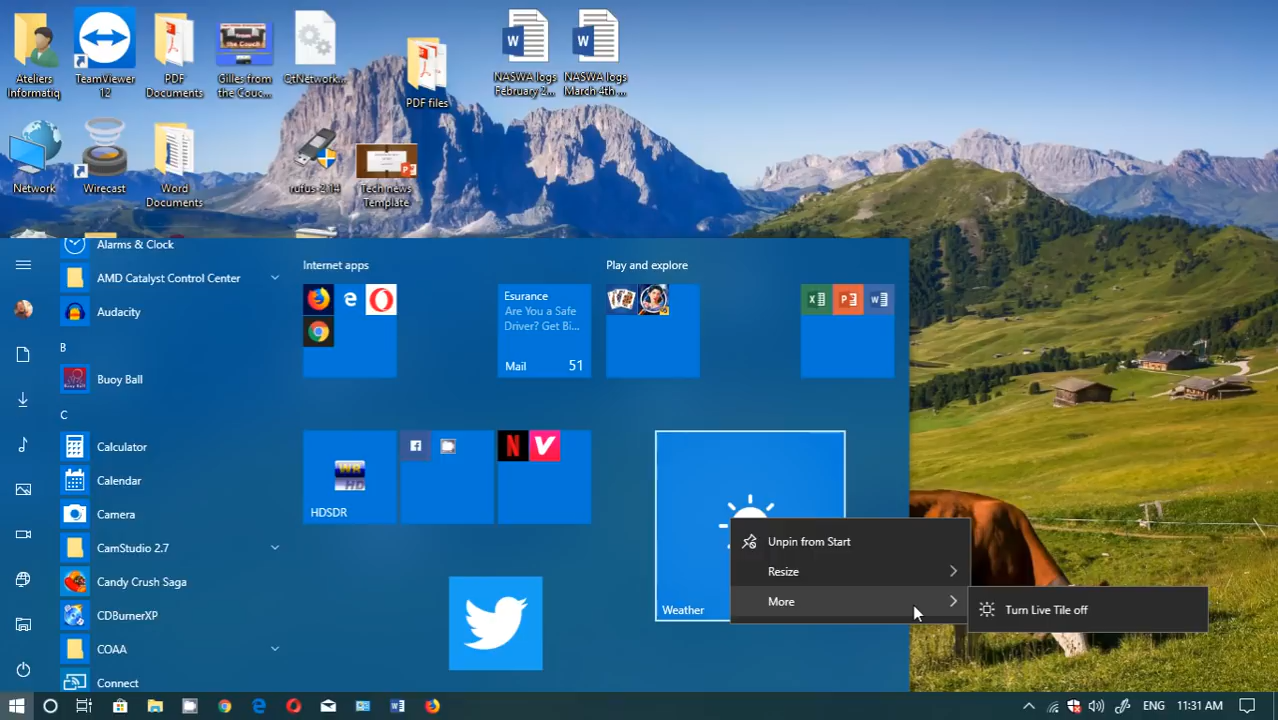 Ateliers
Informatiq
TeamViewer
12
PDF
Documents
Gilles from
the Couc...
CtNetwork...
PDF files
NASWA logs
February 2...
NASWA logs
March 4th ...
Network
Wirecast
Word
Documents
rufus-2.14
Tech news
Template
Alarms & Clock
AMD Catalyst Control Center
Audacity
B
Buoy Ball
C
Calculator
Calendar
Camera
CamStudio 2.7
Candy Crush Saga
CDBurnerXP
COAA
Connect
Internet apps
Esurance
Are You a Safe
Driver? Get Bi...
Mail 51
Play and explore
HDSDR
Weather
Unpin from Start
Resize
More
Turn Live Tile off
ENG 11:31 AM